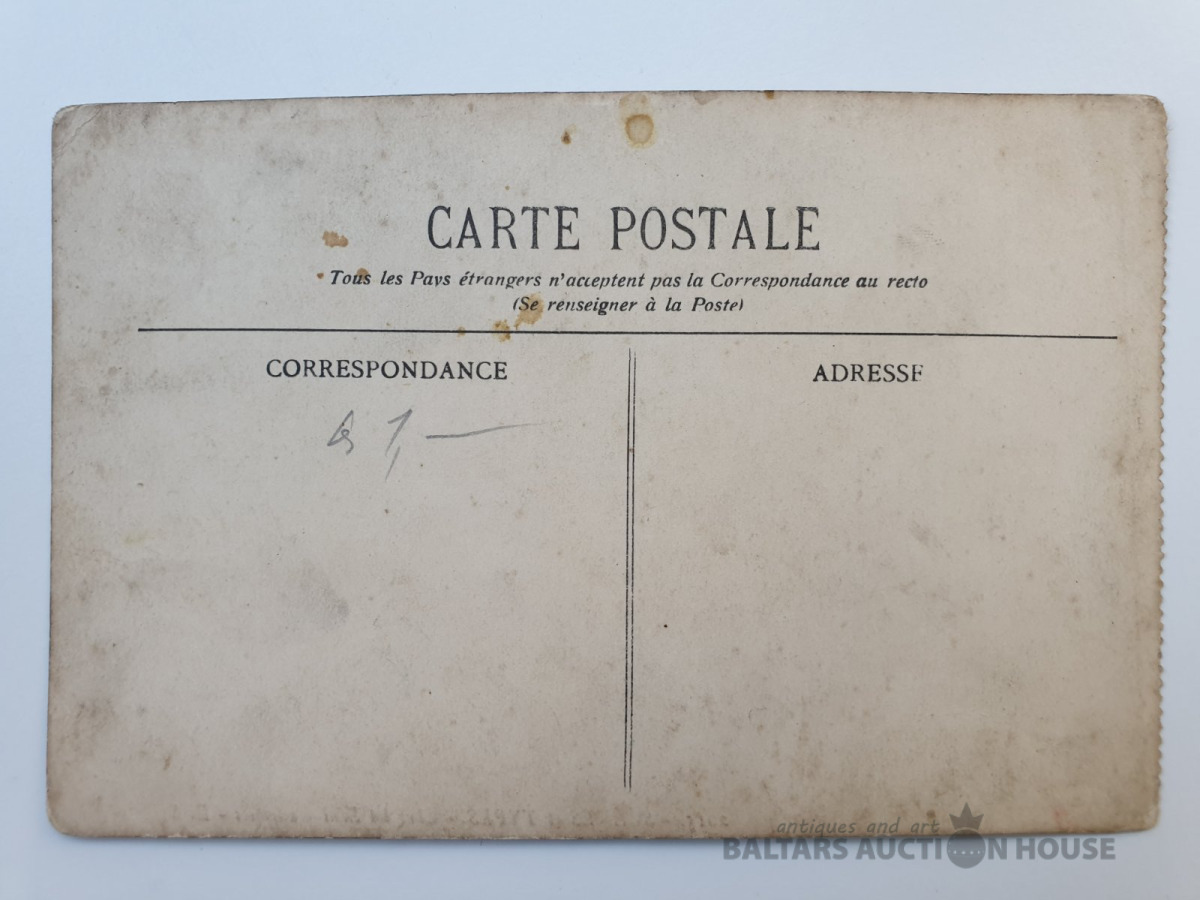 CARTE POSTALE
Tous les Pays étrangers n'acceptent pas la Correspondance au recto
(Se renseigner à la Poste)
CORRESPONDANCE
ADRESSE
1,—
antiques and art
BALTARS AUCTION HOUSE